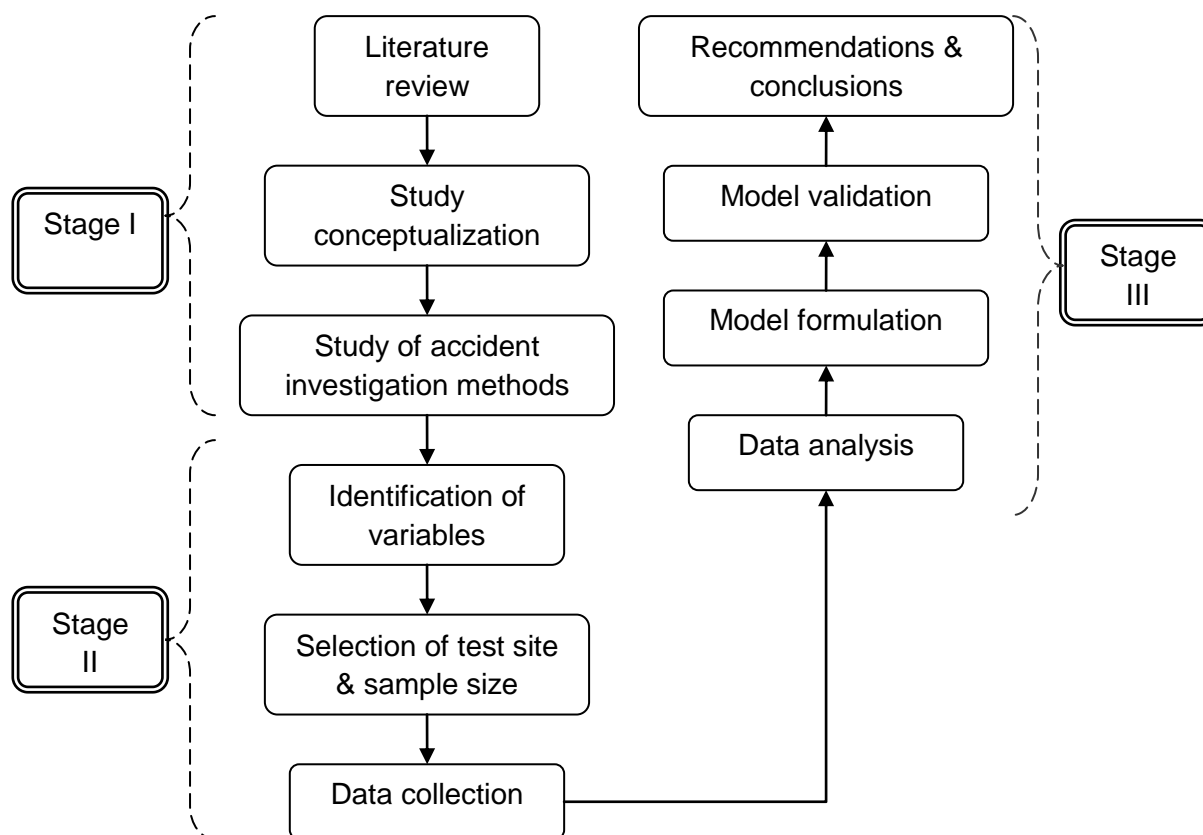 Stage I
Literature
review
Study
conceptualization
Study of accident
investigation methods
Stage
II
Identification of
variables
Selection of test site
& sample size
Data collection
Stage
III
Data analysis
Model formulation
Model validation
Recommendations &
conclusions